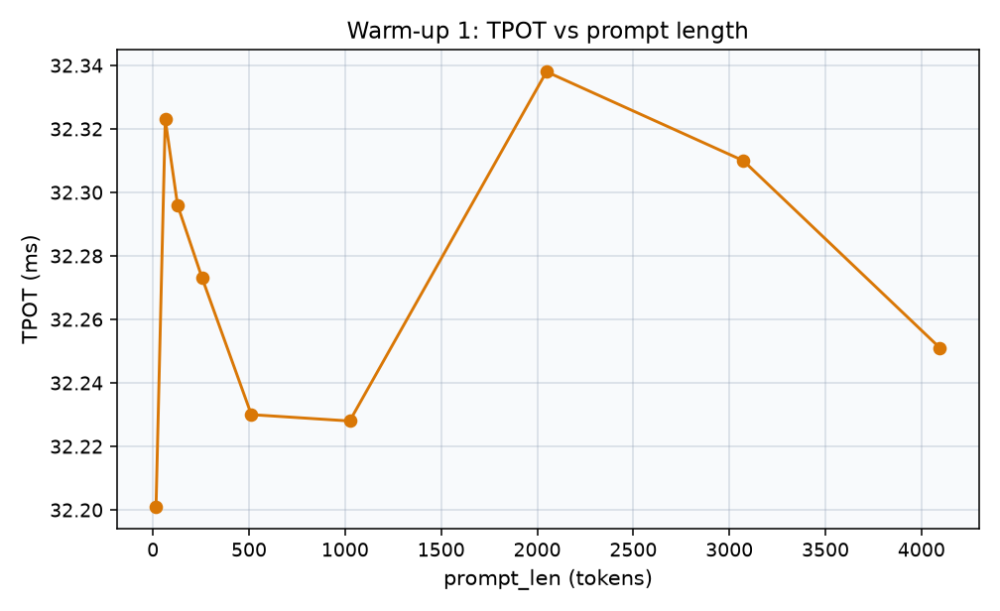 Warm-up 1: TPOT vs prompt length
32.34
32.32
32.30
32.28
32.26
32.24
32.22
32.20
TPOT (ms)
0 500 1000 1500 2000 2500 3000 3500 4000
prompt_len (tokens)